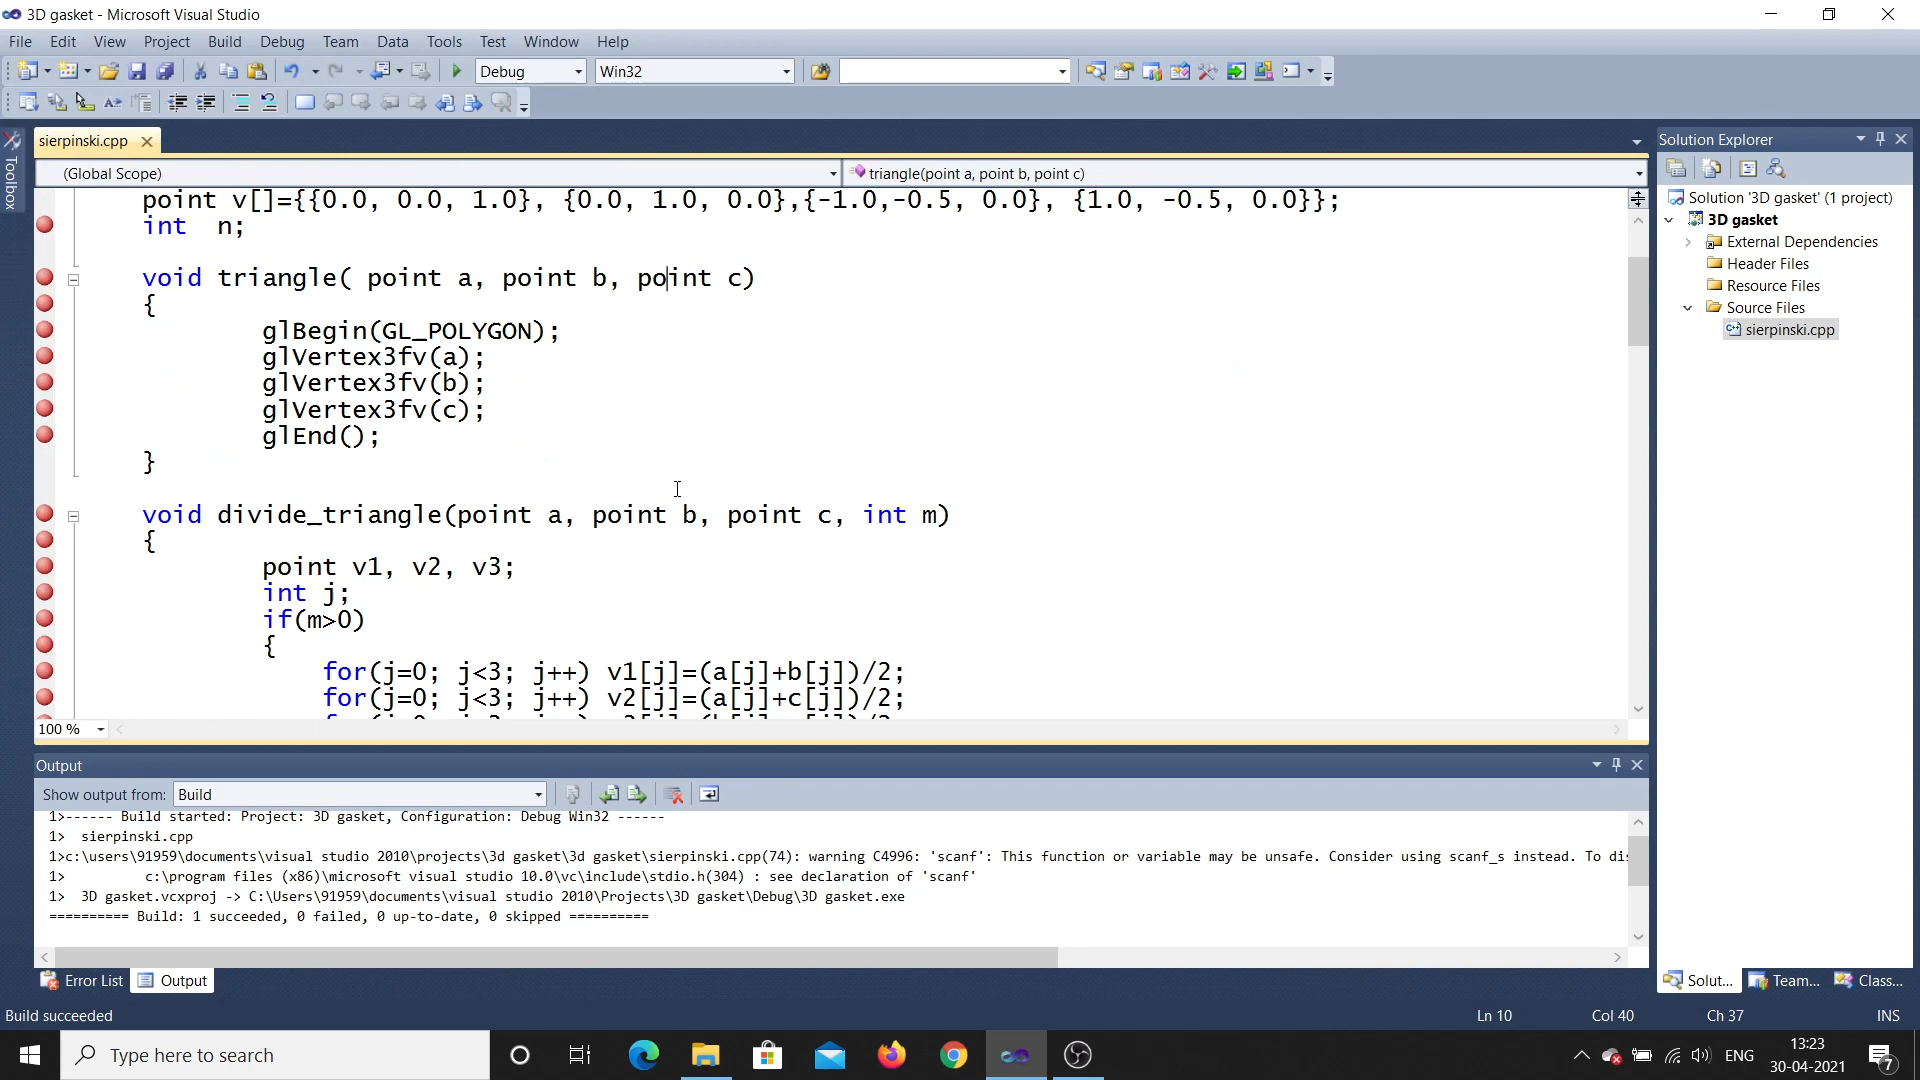 3D gasket - Microsoft Visual Studio
File Edit View Project Build Debug Team Data Tools Test Window Help
Debug Win32
sierpinski.cpp
Toolbox
(Global Scope) triangle(point a, point b, point c)
point v[]={{0.0, 0.0, 1.0}, {0.0, 1.0, 0.0},{-1.0,-0.5, 0.0}, {1.0, -0.5, 0.0}};
int n;
void triangle( point a, point b, point c)
{
glBegin(GL_POLYGON);
glVertex3fv(a);
glVertex3fv(b);
glVertex3fv(c);
glEnd();
}
void divide_triangle(point a, point b, point c, int m)
{
point v1, v2, v3;
int j;
if(m>0)
{
for(j=0; j<3; j++) v1[j]=(a[j]+b[j])/2;
for(j=0; j<3; j++) v2[j]=(a[j]+c[j])/2;
100 %
Solution Explorer
Solution '3D gasket' (1 project)
3D gasket
External Dependencies
Header Files
Resource Files
Source Files
sierpinski.cpp
Output
Show output from: Build
1>------ Build started: Project: 3D gasket, Configuration: Debug Win32 ------
1> sierpinski.cpp
1>c:\users\91959\documents\visual studio 2010\projects\3d gasket\3d gasket\sierpinski.cpp(74): warning C4996: 'scanf': This function or variable may be unsafe. Consider using scanf_s instead. To
1> c:\program files (x86)\microsoft visual studio 10.0\vc\include\stdio.h(304) : see declaration of 'scanf'
1> 3D gasket.vcxproj -> C:\Users\91959\documents\visual studio 2010\Projects\3D gasket\Debug\3D gasket.exe
========== Build: 1 succeeded, 0 failed, 0 up-to-date, 0 skipped ==========
Error List Output
Solut... Team... Class...
Build succeeded Ln 10 Col 40 Ch 37 INS
Type here to search
ENG
13:23
30-04-2021
7